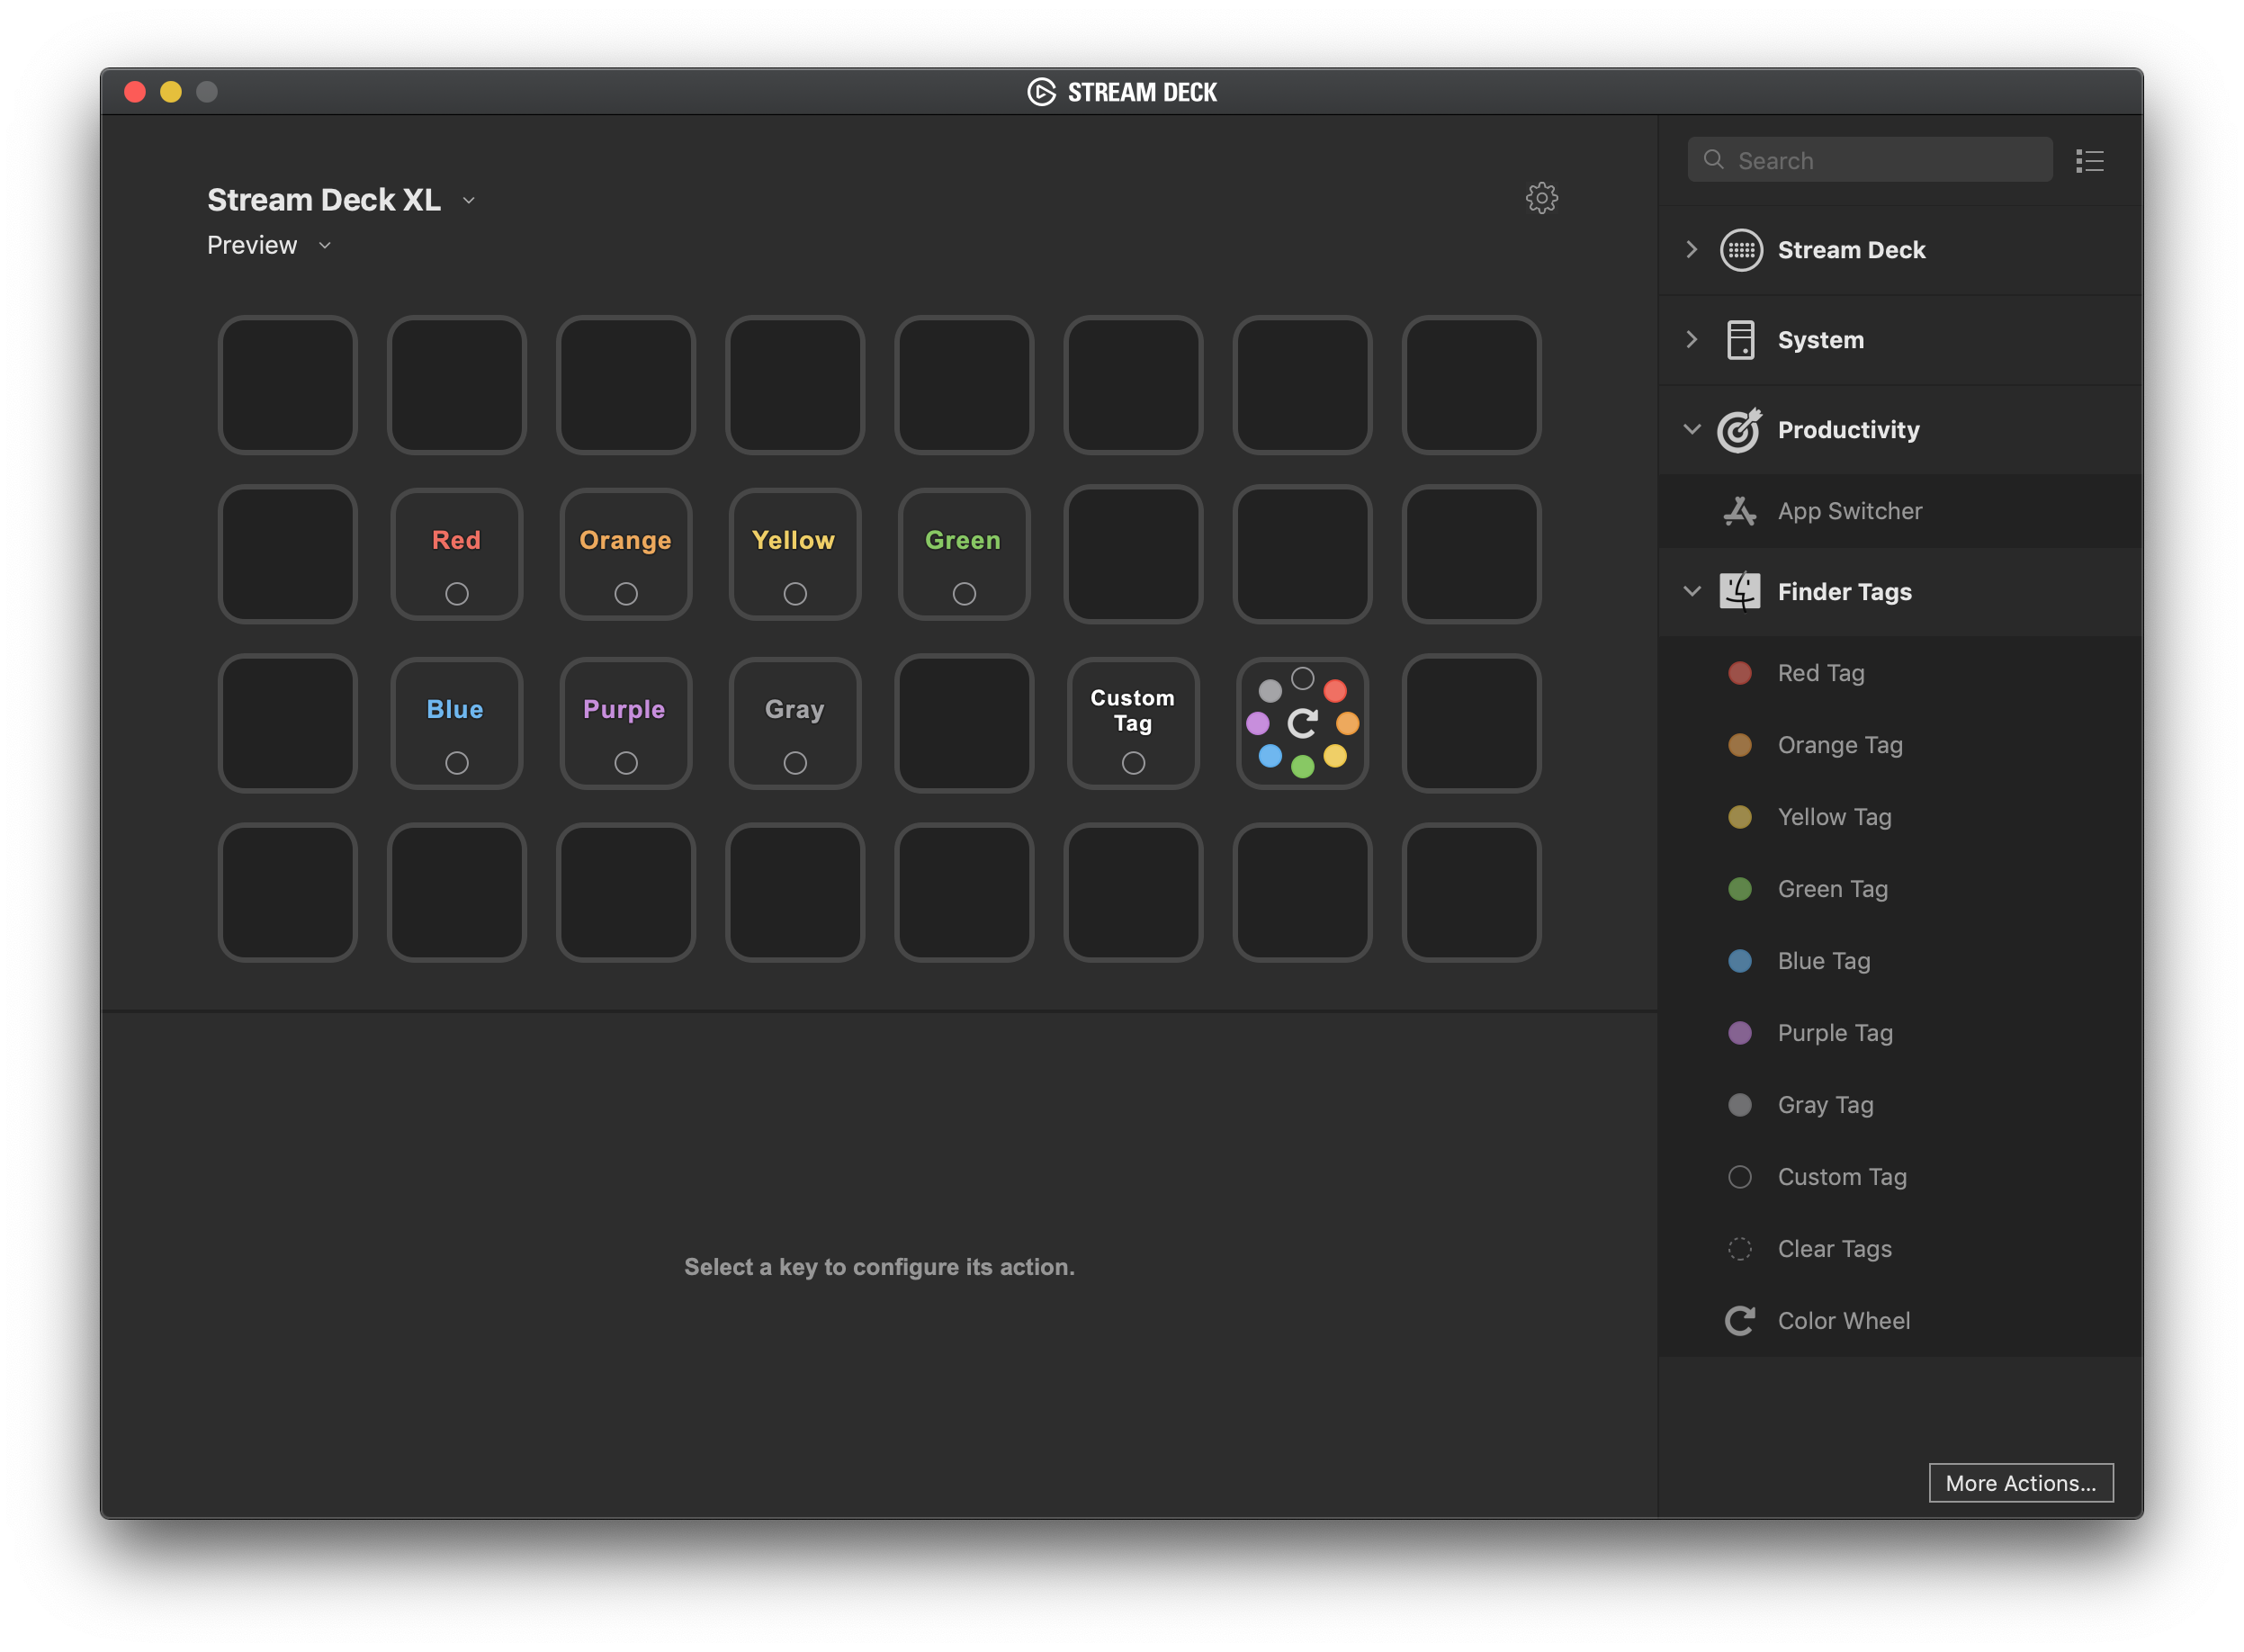 STREAM DECK
Stream Deck XL
Preview
Red
Orange
Yellow
Green
Blue
Purple
Gray
Custom
Tag
Select a key to configure its action.
Search
Stream Deck
System
Productivity
App Switcher
Finder Tags
Red Tag
Orange Tag
Yellow Tag
Green Tag
Blue Tag
Purple Tag
Gray Tag
Custom Tag
Clear Tags
Color Wheel
More Actions...